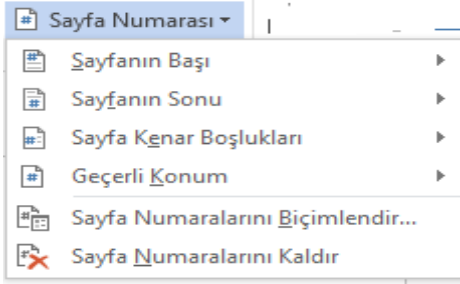 Sayfa Numarası
Sayfanın Başı
Sayfanın Sonu
Sayfa Kenar Boşlukları
Geçerli Konum
Sayfa Numaralarını Biçimlendir...
Sayfa Numaralarını Kaldır